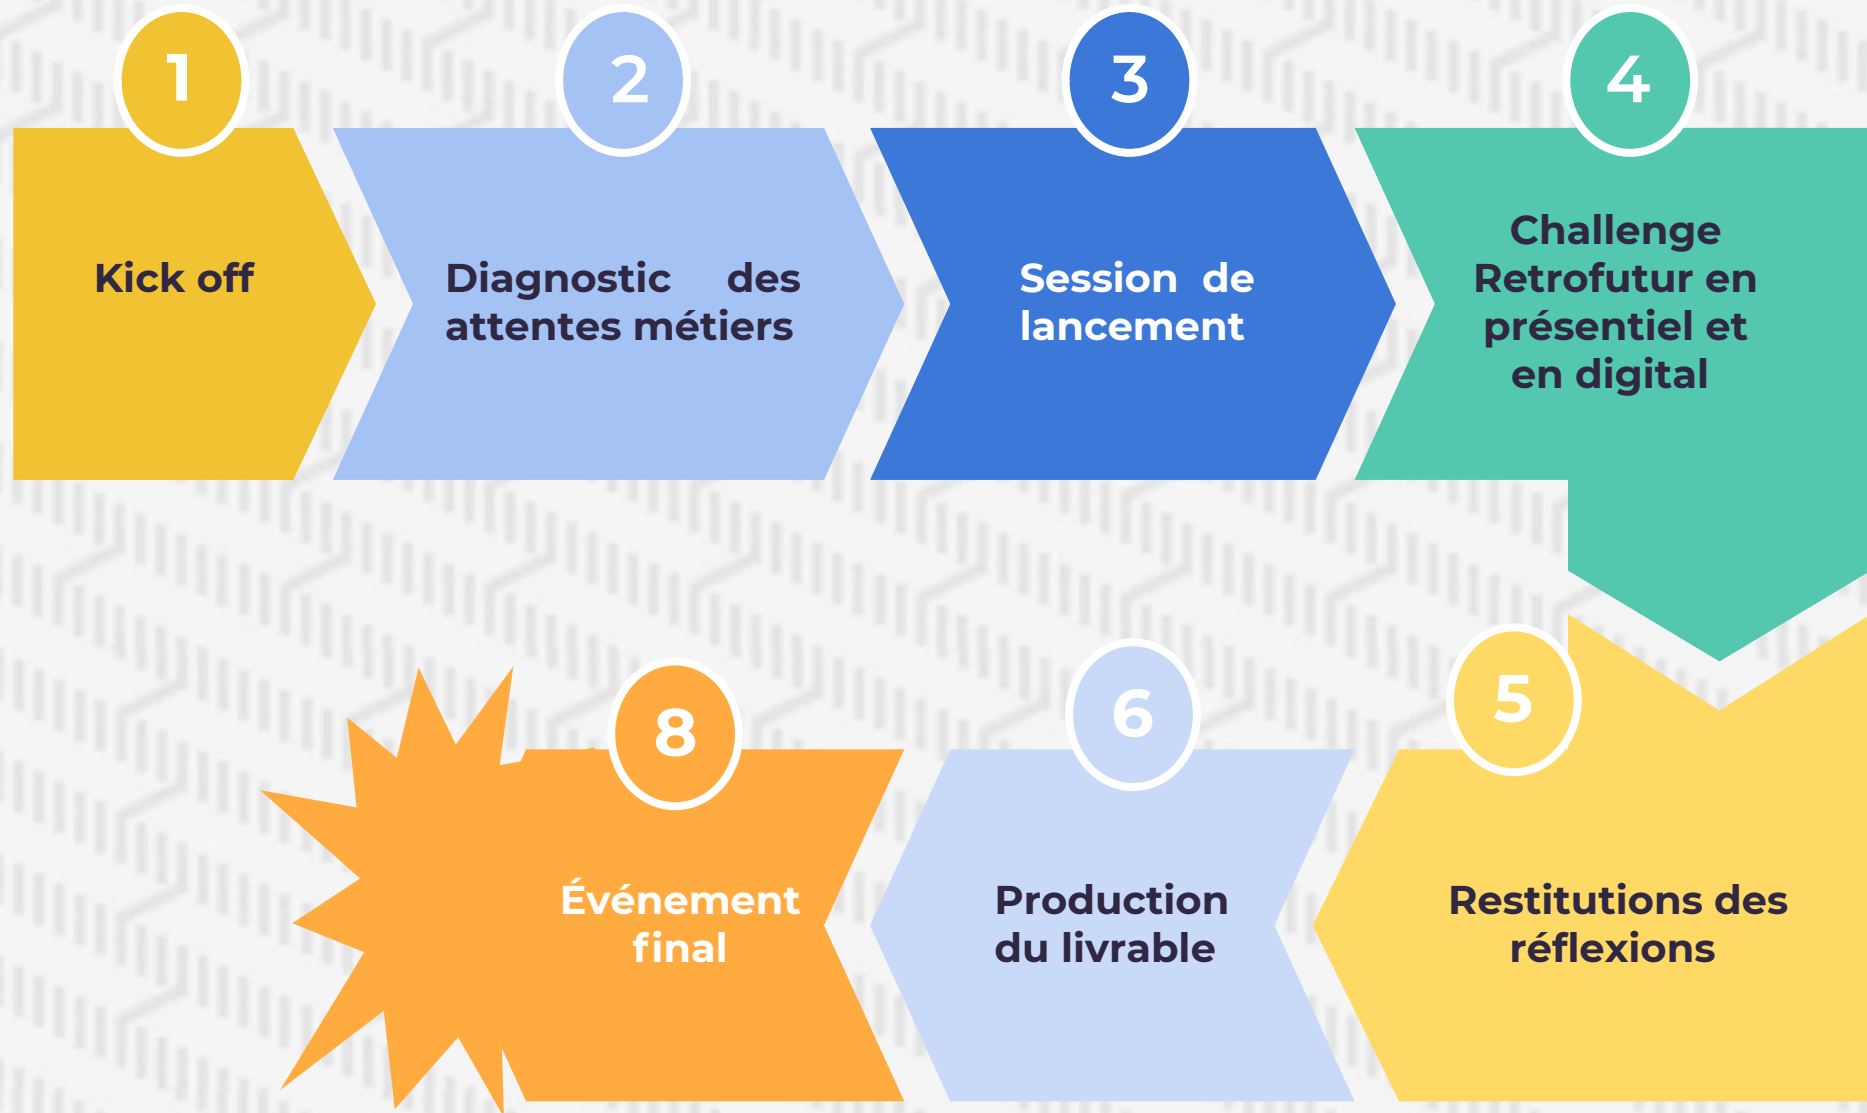 1
Kick off
2
Diagnostic des
attentes métiers
3
Session de
lancement
4
Challenge
Retrofutur en
présentiel et
en digital
5
Restitutions des
réflexions
6
Production
du livrable
8
Événement
final